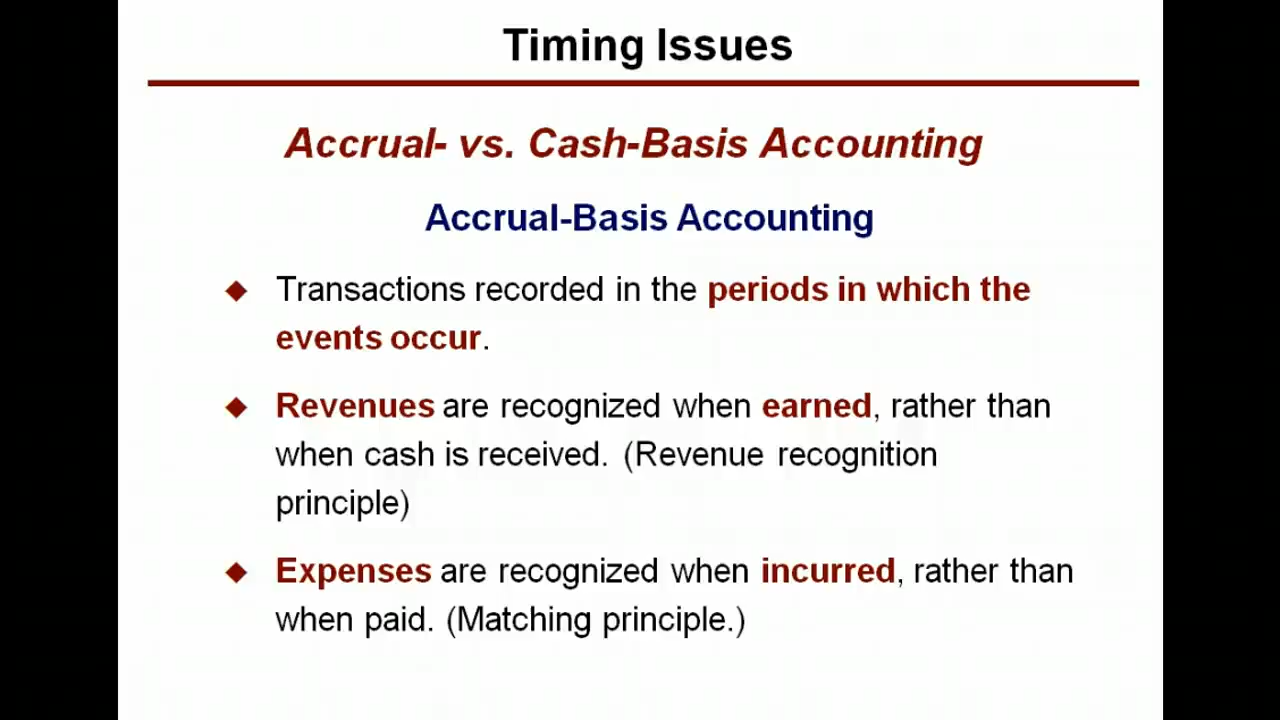 Timing Issues
Accrual- vs. Cash-Basis Accounting
Accrual-Basis Accounting
Transactions recorded in the periods in which the
events occur.
Revenues are recognized when earned, rather than
when cash is received. (Revenue recognition
principle)
Expenses are recognized when incurred, rather than
when paid. (Matching principle.)